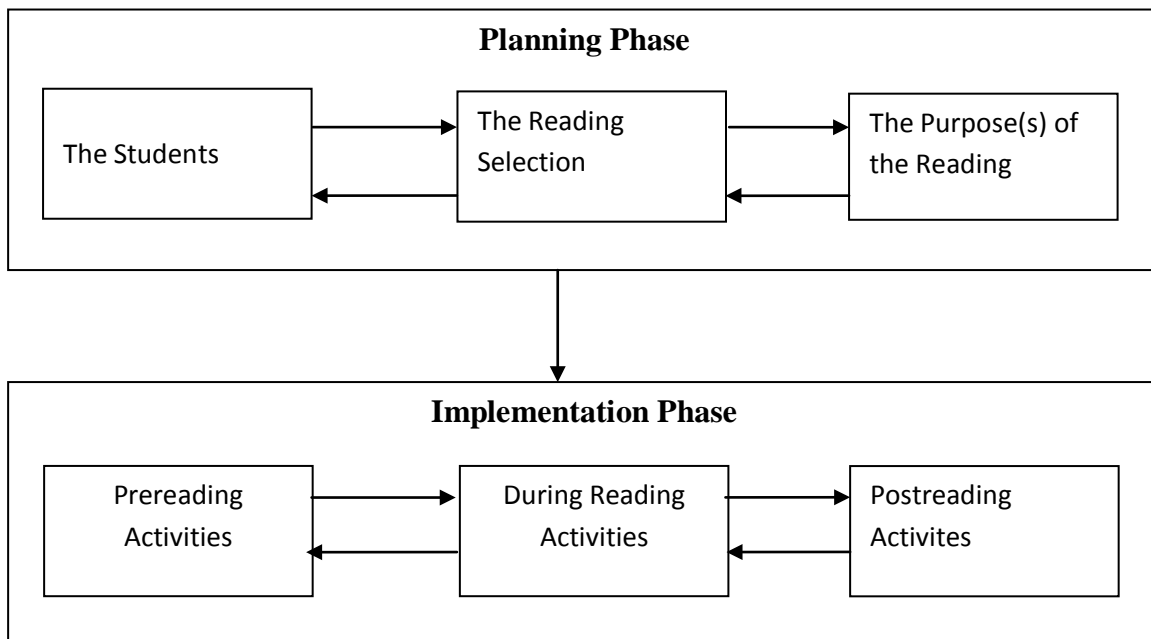 Planning Phase
The Students
The Reading
Selection
The Purpose(s) of
the Reading
Implementation Phase
Prereading
Activities
During Reading
Activities
Postreading
Activites